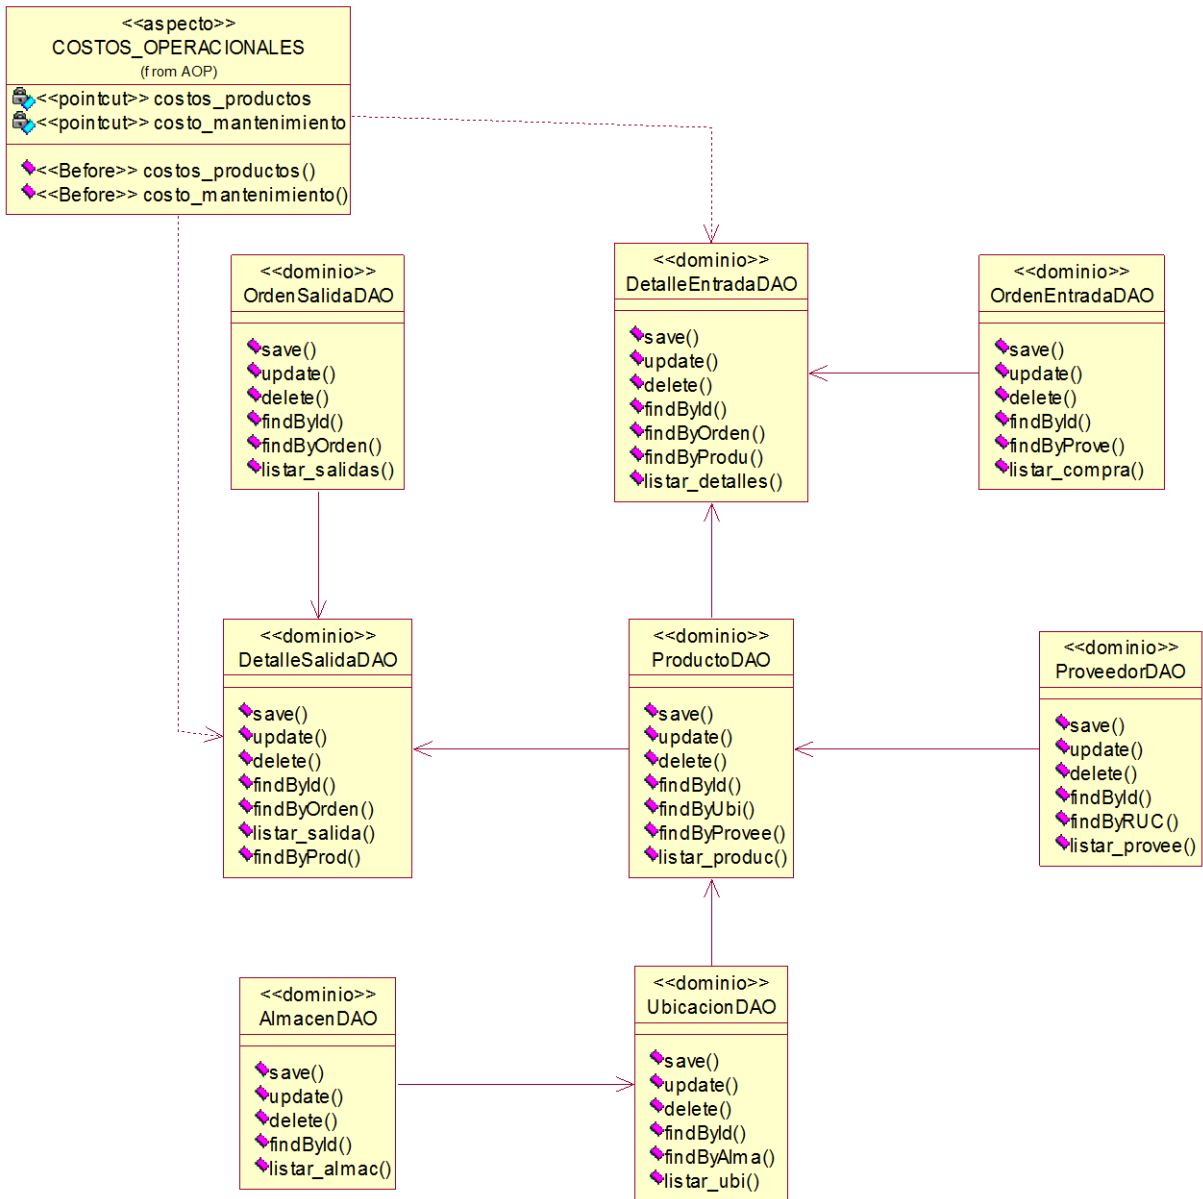 <<aspecto>>
COSTOS_OPERACIONALES
(from AOP)
<<pointcut>> costos_productos
<<pointcut>> costo_mantenimiento
<<Before>> costos_productos()
<<Before>> costo_mantenimiento()
<<dominio>>
OrdenSalidaDAO
save()
update()
delete()
findById()
findByOrden()
listar_salidas()
<<dominio>>
DetalleEntradaDAO
save()
update()
delete()
findById()
findByOrden()
findByProdu()
listar_detalles()
<<dominio>>
OrdenEntradaDAO
save()
update()
delete()
findById()
findByProve()
listar_compra()
<<dominio>>
DetalleSalidaDAO
save()
update()
delete()
findById()
findByOrden()
listar_salida()
findByProd()
<<dominio>>
ProductoDAO
save()
update()
delete()
findById()
findByUbi()
findByProvee()
listar_produc()
<<dominio>>
ProveedorDAO
save()
update()
delete()
findById()
findByRUC()
listar_provee()
<<dominio>>
AlmacenDAO
save()
update()
delete()
findById()
listar_almac()
<<dominio>>
UbicacionDAO
save()
update()
delete()
findById()
findByAlma()
listar_ubi()